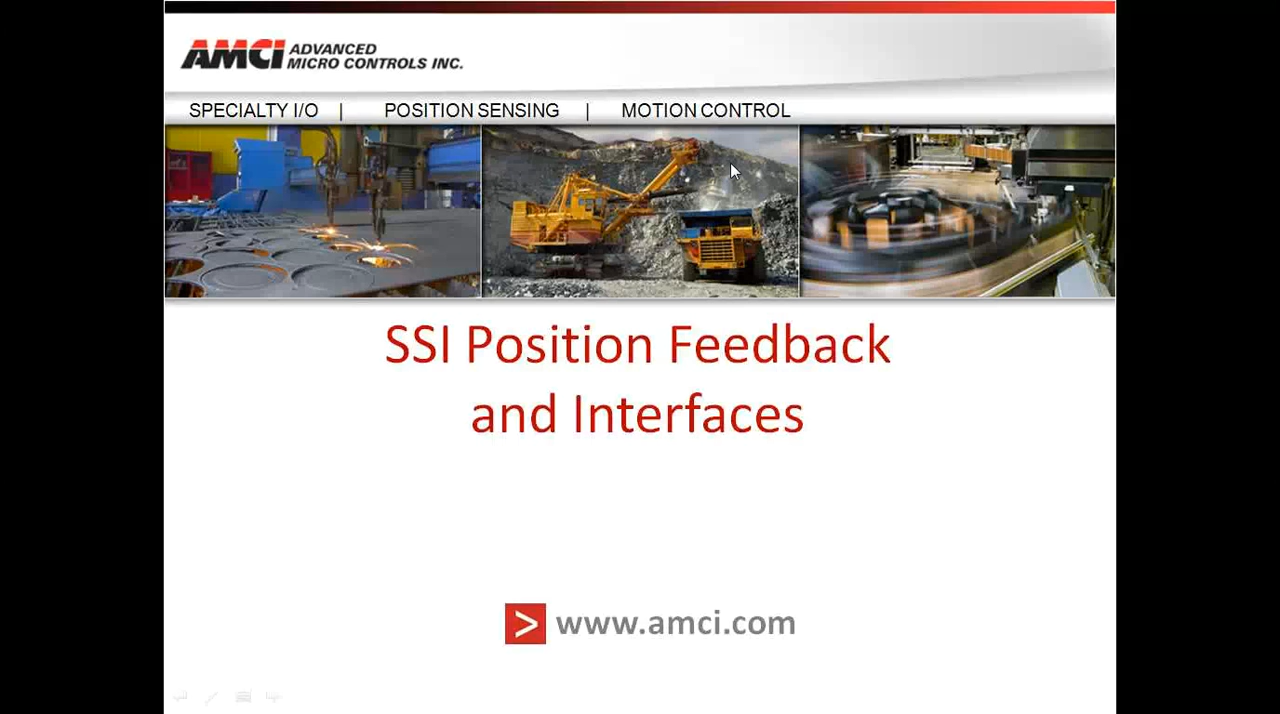 AMCI ADVANCED
MICRO CONTROLS INC.
SPECIALTY I/O | POSITION SENSING | MOTION CONTROL
SSI Position Feedback
and Interfaces
> www.amci.com